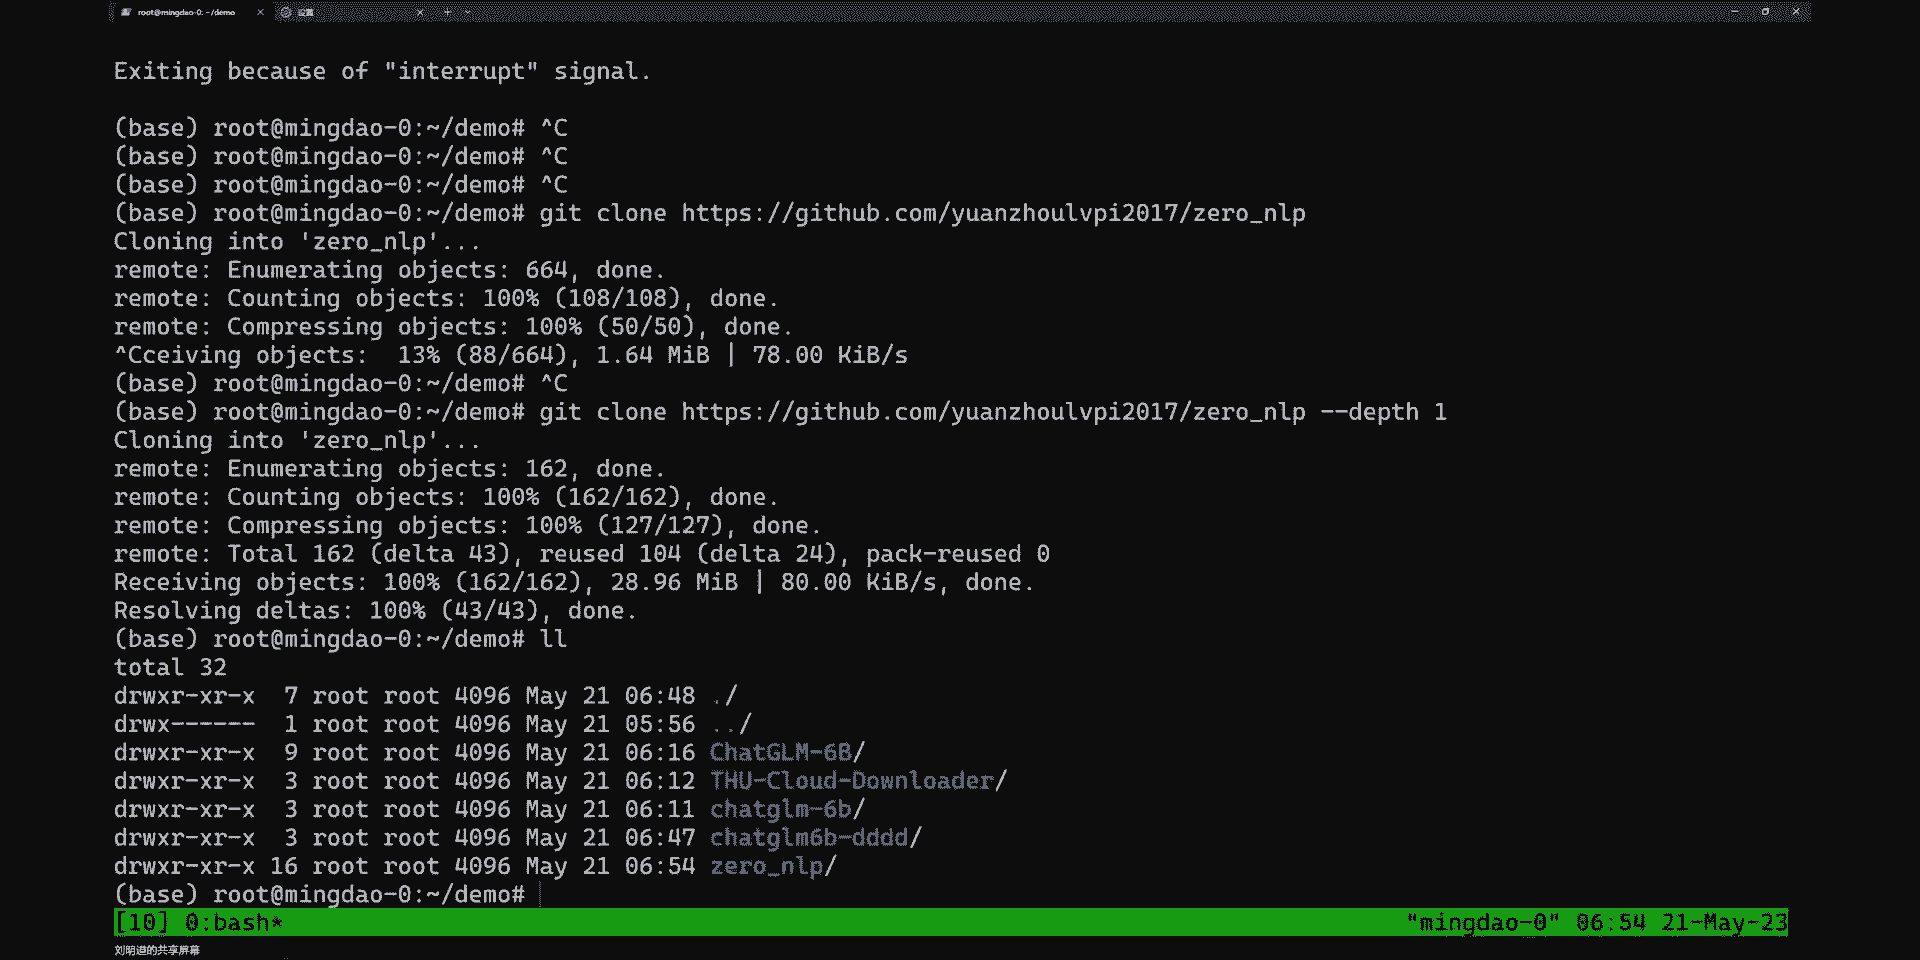 root@mingdao-0: ~/demo
设置
Exiting because of "interrupt" signal.
(base) root@mingdao-0:~/demo# ^C
(base) root@mingdao-0:~/demo# ^C
(base) root@mingdao-0:~/demo# ^C
(base) root@mingdao-0:~/demo# git clone https://github.com/yuanzhoulvpi2017/zero_nlp
Cloning into 'zero_nlp'...
remote: Enumerating objects: 664, done.
remote: Counting objects: 100% (108/108), done.
remote: Compressing objects: 100% (50/50), done.
^Cceiving objects:  13% (88/664), 1.64 MiB | 78.00 KiB/s
(base) root@mingdao-0:~/demo# ^C
(base) root@mingdao-0:~/demo# git clone https://github.com/yuanzhoulvpi2017/zero_nlp --depth 1
Cloning into 'zero_nlp'...
remote: Enumerating objects: 162, done.
remote: Counting objects: 100% (162/162), done.
remote: Compressing objects: 100% (127/127), done.
remote: Total 162 (delta 43), reused 104 (delta 24), pack-reused 0
Receiving objects: 100% (162/162), 28.96 MiB | 80.00 KiB/s, done.
Resolving deltas: 100% (43/43), done.
(base) root@mingdao-0:~/demo# ll
total 32
drwxr-xr-x  7 root root 4096 May 21 06:48 ./
drwx------  1 root root 4096 May 21 05:56 ../
drwxr-xr-x  9 root root 4096 May 21 06:16 ChatGLM-6B/
drwxr-xr-x  3 root root 4096 May 21 06:12 THU-Cloud-Downloader/
drwxr-xr-x  3 root root 4096 May 21 06:11 chatglm-6b/
drwxr-xr-x  3 root root 4096 May 21 06:47 chatglm6b-dddd/
drwxr-xr-x 16 root root 4096 May 21 06:54 zero_nlp/
(base) root@mingdao-0:~/demo#
[10] 0:bash* "mingdao-0" 06:54 21-May-23
刘明道的共享屏幕